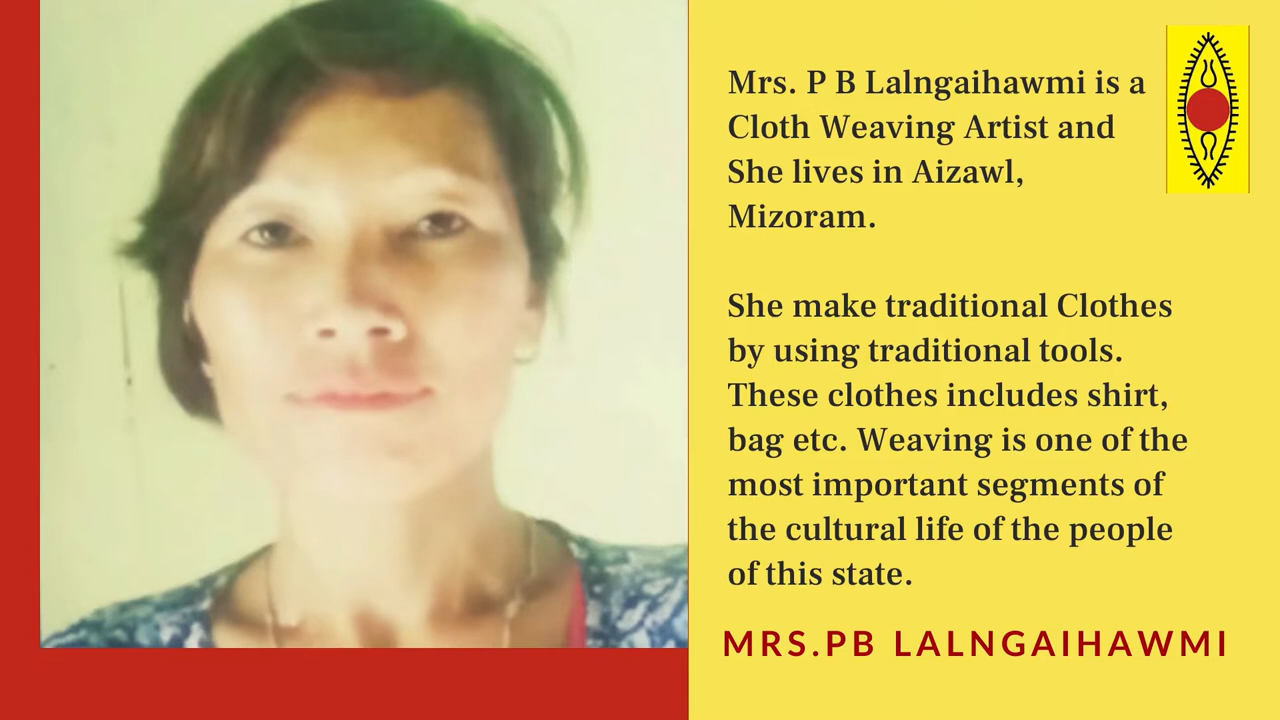 Mrs. P B Lalngaihawmi is a
Cloth Weaving Artist and
She lives in Aizawl,
Mizoram.
She make traditional Clothes
by using traditional tools.
These clothes includes shirt,
bag etc. Weaving is one of the
most important segments of
the cultural life of the people
of this state.
MRS.PB LALNGAIHAWMI